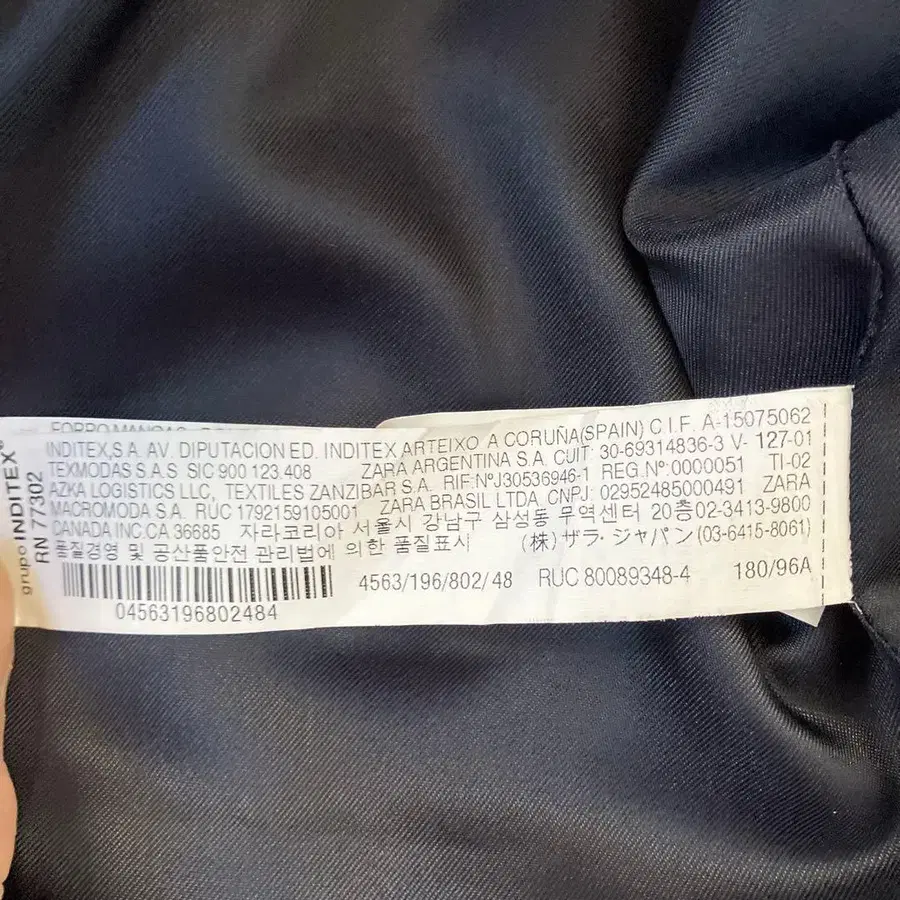 FORRO MANGAS
INDITEX,S.A. AV. DIPUTACION ED. INDITEX ARTEIXO A CORUÑA(SPAIN) C.I.F. A-15075062
TEXMODAS S.A.S SIC 900 123.408 ZARA ARGENTINA S.A. CUIT: 30-69314836-3 V- 127-01
AZKA LOGISTICS LLC, TEXTILES ZANZIBAR S.A. RIF:NºJ30536946-1 REG.Nº:0000051 TI-02
MACROMODA S.A. RUC 1792159105001 ZARA BRASIL LTDA. CNPJ: 02952485000491 ZARA
CANADA INC.CA 36685 자라코리아 서울시 강남구 삼성동 무역센터 20층02-3413-9800
품질경영 및 공산품안전 관리법에 의한 품질표시 (株) ザラ・ジャパン(03-6415-8061)
4563/196/802/48 RUC 80089348-4 180/96A
04563196802484
grupo INDITEX®
RN 77302